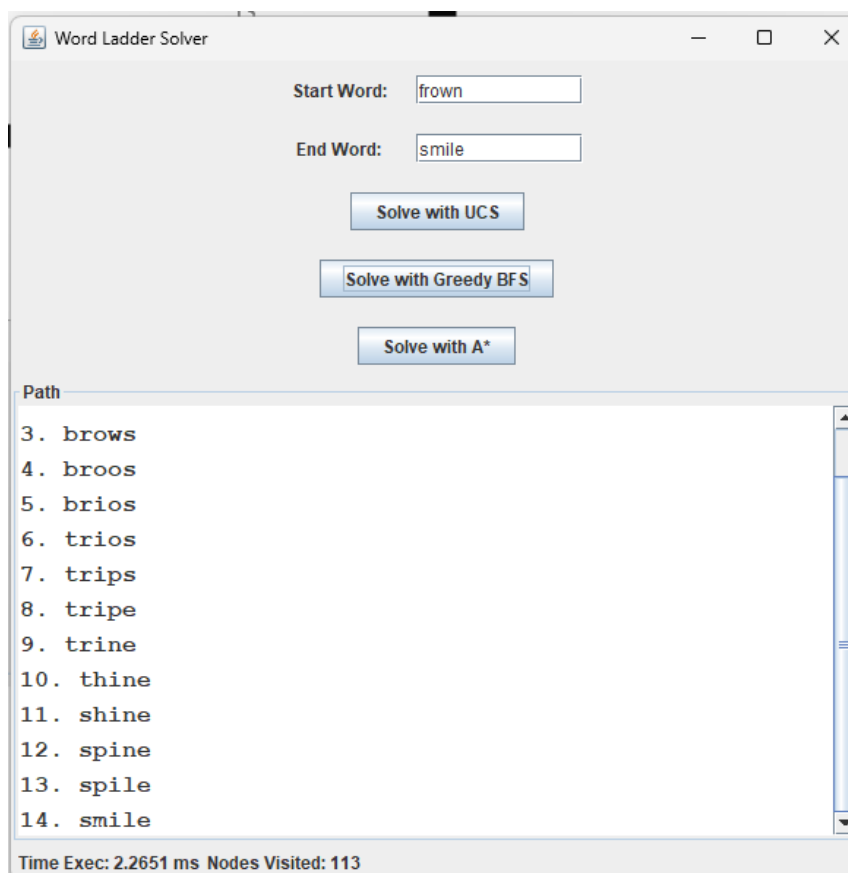 Word Ladder Solver
Start Word: frown
End Word: smile
Solve with UCS
Solve with Greedy BFS
Solve with A*
Path
3. brows
4. broos
5. brios
6. trios
7. trips
8. tripe
9. trine
10. thine
11. shine
12. spine
13. spile
14. smile
Time Exec: 2.2651 ms Nodes Visited: 113